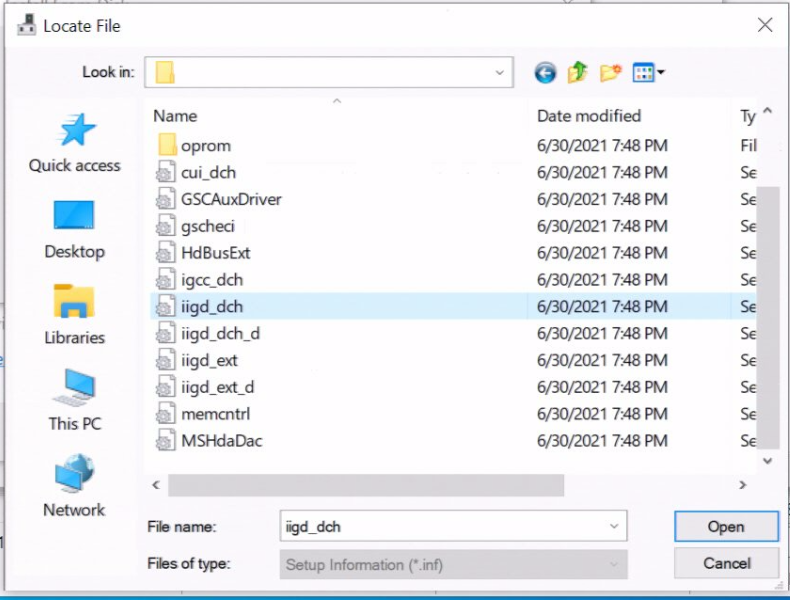 Locate File
Look in:
Name Date modified Ty
oprom 6/30/2021 7:48 PM Fil
cui_dch 6/30/2021 7:48 PM Se
GSCAuxDriver 6/30/2021 7:48 PM Se
gscheci 6/30/2021 7:48 PM Se
HdBusExt 6/30/2021 7:48 PM Se
igcc_dch 6/30/2021 7:48 PM Se
iigd_dch 6/30/2021 7:48 PM Se
iigd_dch_d 6/30/2021 7:48 PM Se
iigd_ext 6/30/2021 7:48 PM Se
iigd_ext_d 6/30/2021 7:48 PM Se
memcntrl 6/30/2021 7:48 PM Se
MSHdaDac 6/30/2021 7:48 PM Se
Quick access
Desktop
Libraries
This PC
Network
File name: iigd_dch Open
Files of type: Setup Information (*.inf) Cancel